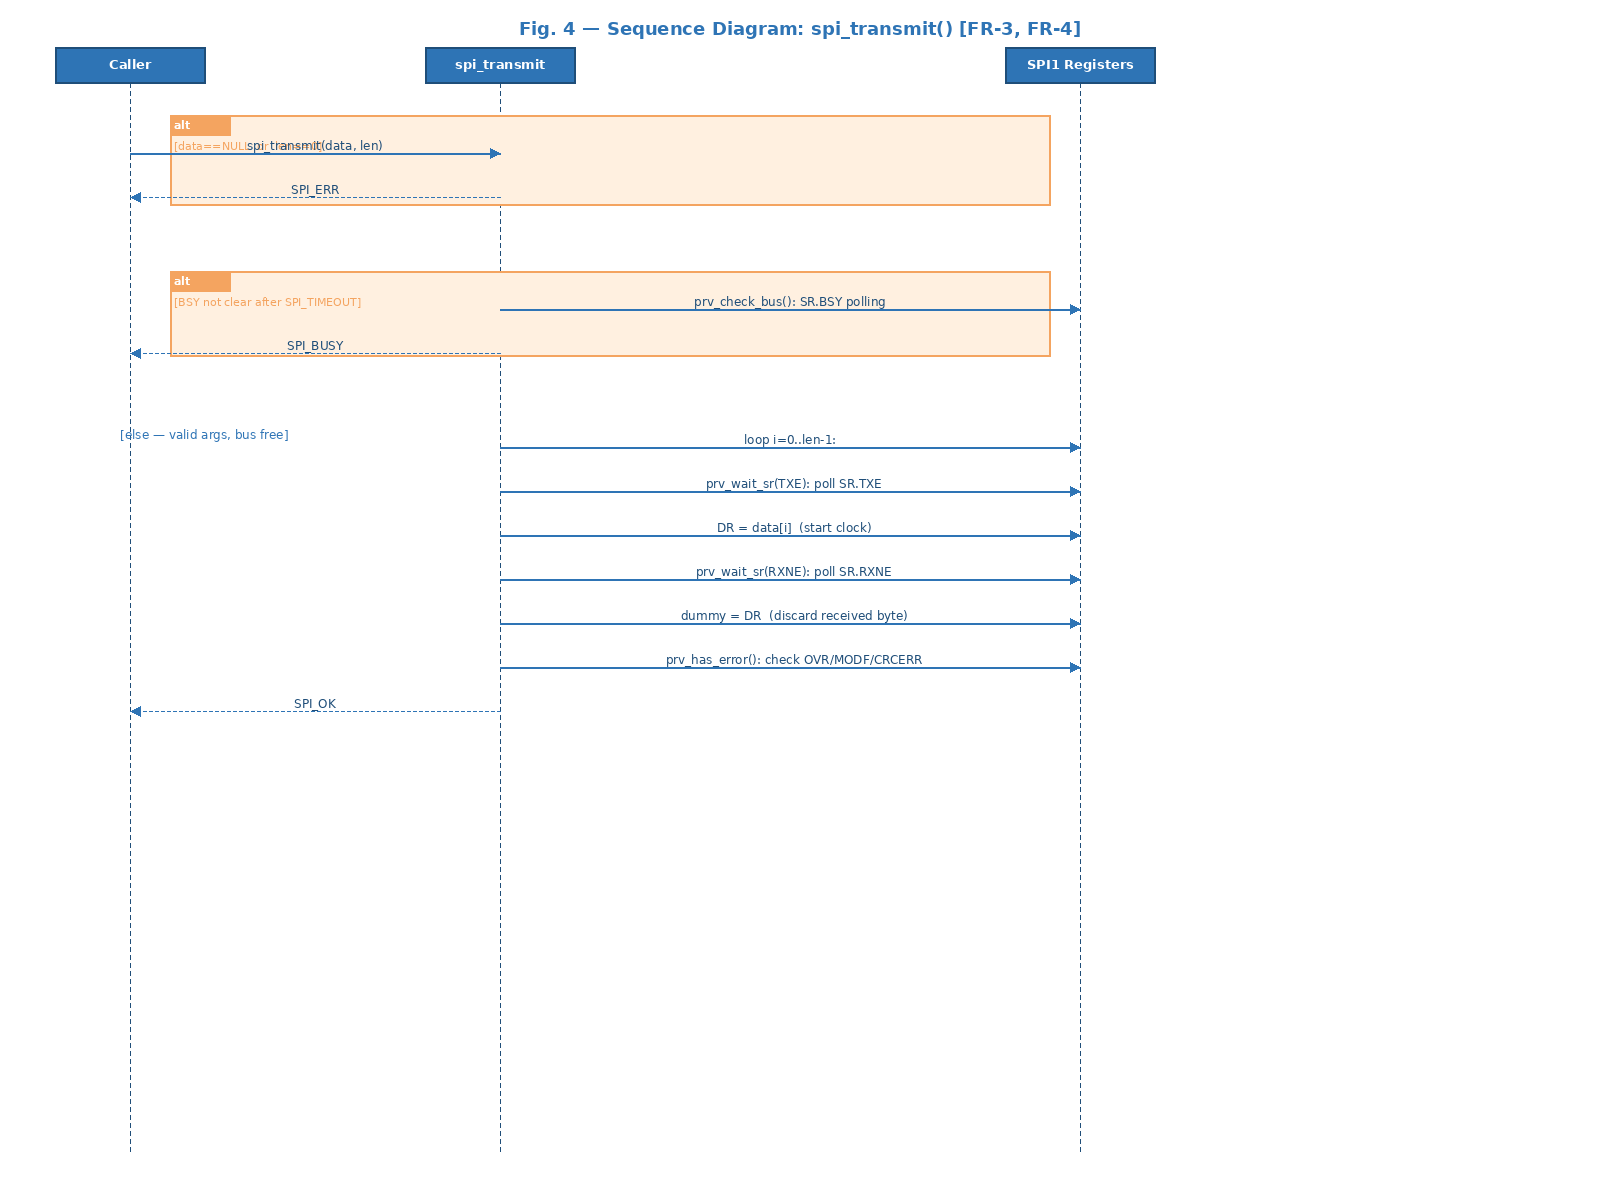 Fig. 4 — Sequence Diagram: spi_transmit() [FR-3, FR-4]
Caller
spi_transmit
SPI1 Registers
alt
[data==NULL
spi_transmit(data, len)
SPI_ERR
alt
[BSY not clear after SPI_TIMEOUT]
prv_check_bus(): SR.BSY polling
SPI_BUSY
[else — valid args, bus free]
loop i=0..len-1:
prv_wait_sr(TXE): poll SR.TXE
DR = data[i]  (start clock)
prv_wait_sr(RXNE): poll SR.RXNE
dummy = DR  (discard received byte)
prv_has_error(): check OVR/MODF/CRCERR
SPI_OK